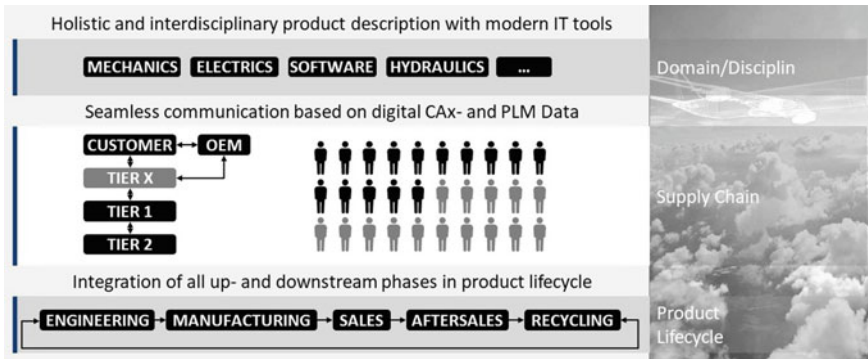 Holistic and interdisciplinary product description with modern IT tools
MECHANICS ELECTRICS SOFTWARE HYDRAULICS ...
Domain/Disciplin
Seamless communication based on digital CAx- and PLM Data
CUSTOMER OEM
TIER X
TIER 1
TIER 2
Supply Chain
Integration of all up- and downstream phases in product lifecycle
ENGINEERING MANUFACTURING SALES AFTERSALES RECYCLING
Product
Lifecycle